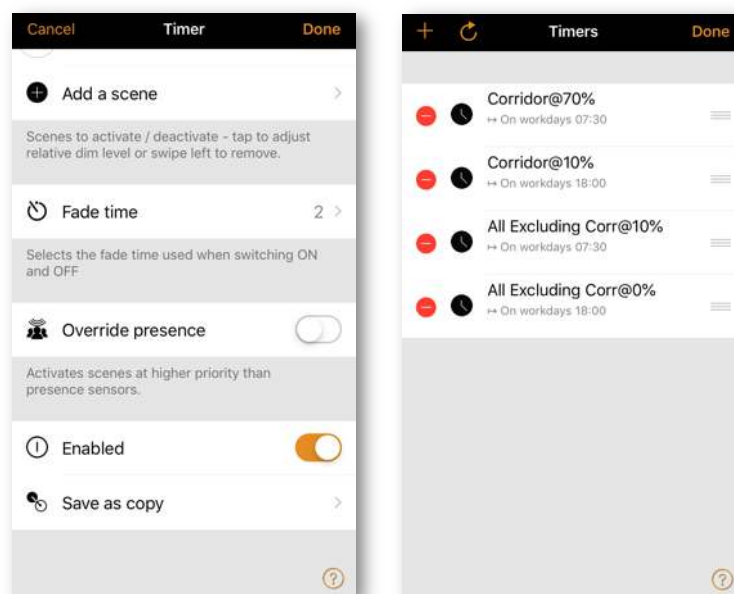 Cancel Timer Done
Add a scene
Scenes to activate / deactivate - tap to adjust
relative dim level or swipe left to remove.
Fade time 2
Selects the fade time used when switching ON
and OFF
Override presence
Activates scenes at higher priority than
presence sensors.
Enabled
Save as copy
?
Timers Done
Corridor@70%
↦ On workdays 07:30
Corridor@10%
↦ On workdays 18:00
All Excluding Corr@10%
↦ On workdays 07:30
All Excluding Corr@0%
↦ On workdays 18:00
?